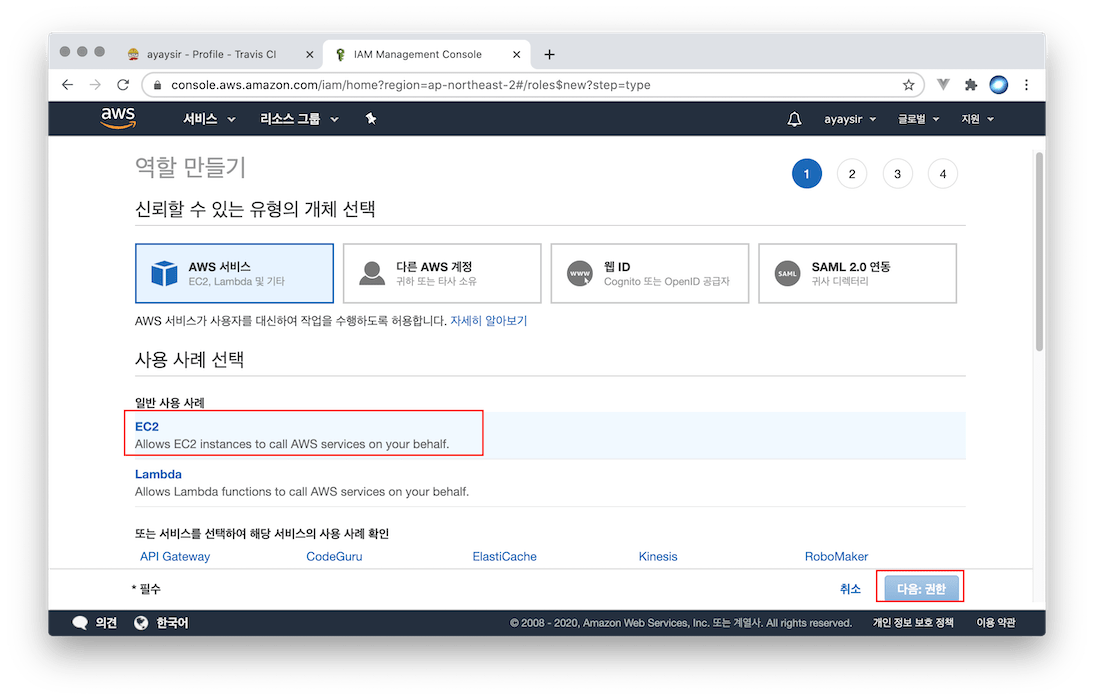 ayaysir - Profile - Travis CI
IAM Management Console
console.aws.amazon.com/iam/home?region=ap-northeast-2#/roles$new?step=type
aws 서비스 리소스 그룹 ayaysir 글로벌 지원
역할 만들기
1 2 3 4
신뢰할 수 있는 유형의 개체 선택
AWS 서비스
EC2, Lambda 및 기타
다른 AWS 계정
귀하 또는 타사 소유
www
웹 ID
Cognito 또는 OpenID 공급자
SAML
SAML 2.0 연동
귀사 디렉터리
AWS 서비스가 사용자를 대신하여 작업을 수행하도록 허용합니다. 자세히 알아보기
사용 사례 선택
일반 사용 사례
EC2
Allows EC2 instances to call AWS services on your behalf.
Lambda
Allows Lambda functions to call AWS services on your behalf.
또는 서비스를 선택하여 해당 서비스의 사용 사례 확인
API Gateway CodeGuru ElastiCache Kinesis RoboMaker
* 필수 취소 다음: 권한
의견 한국어 © 2008 - 2020, Amazon Web Services, Inc. 또는 계열사. All rights reserved. 개인 정보 보호 정책 이용 약관